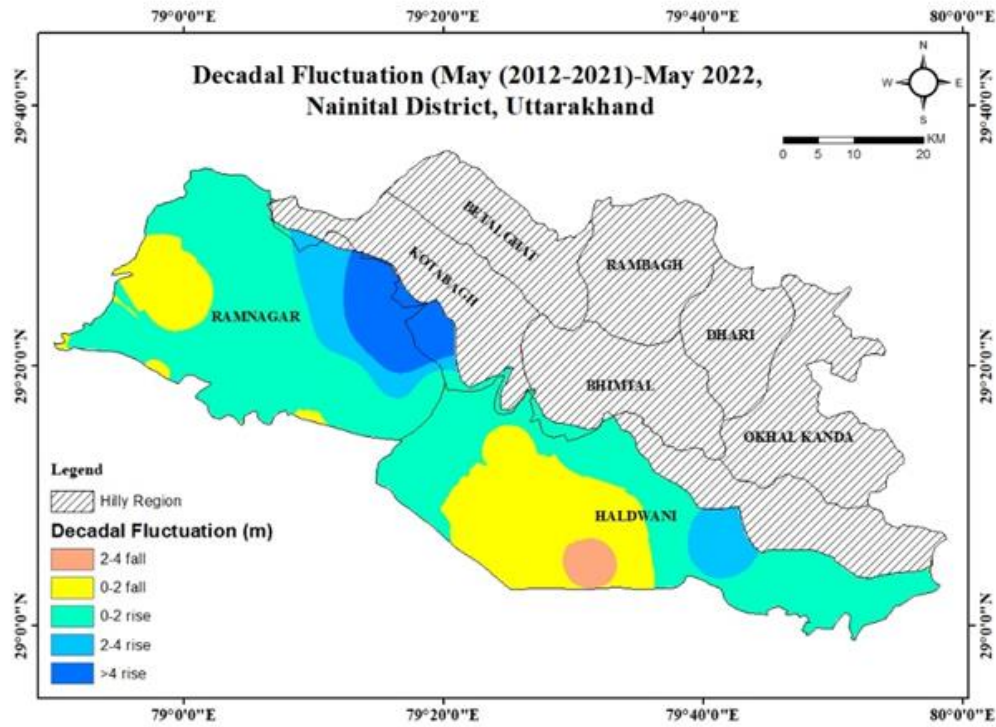 79°0'0"E 79°20'0"E 79°40'0"E 80°0'0"E
Decadal Fluctuation (May (2012-2021)-May 2022,
Nainital District, Uttarakhand
N
W E
S
KM
0 5 10 20
29°40'0"N 29°40'0"N
BETALGHAT
KOTABAGH
RAMBAGH
RAMNAGAR
DHARI
29°20'0"N 29°20'0"N
BHIMTAL
OKHAL KANDA
HALDWANI
Legend
Hilly Region
Decadal Fluctuation (m)
2-4 fall
0-2 fall
0-2 rise
2-4 rise
>4 rise
29°0'0"N 29°0'0"N
79°0'0"E 79°20'0"E 79°40'0"E 80°0'0"E